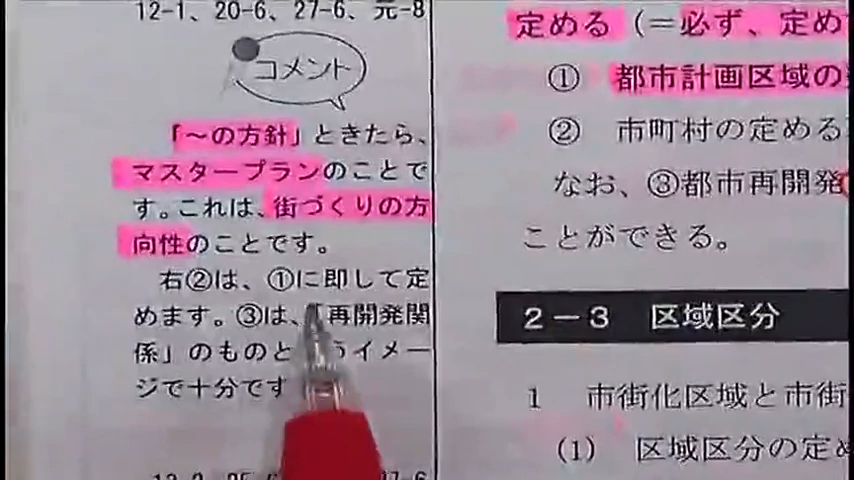 12-1、20-6、27-6、元-8
コメント
「～の方針」ときたら、
マスタープランのことで
す。これは、街づくりの方
向性のことです。
右②は、①に即して定
めます。③は、「再開発関
係」のものと うイメー
ジで十分です
定める（＝必ず、定め
① 都市計画区域の
② 市町村の定める
なお、③都市再開発
ことができる。
2－3 区域区分
1 市街化区域と市街
(1) 区域区分の定め